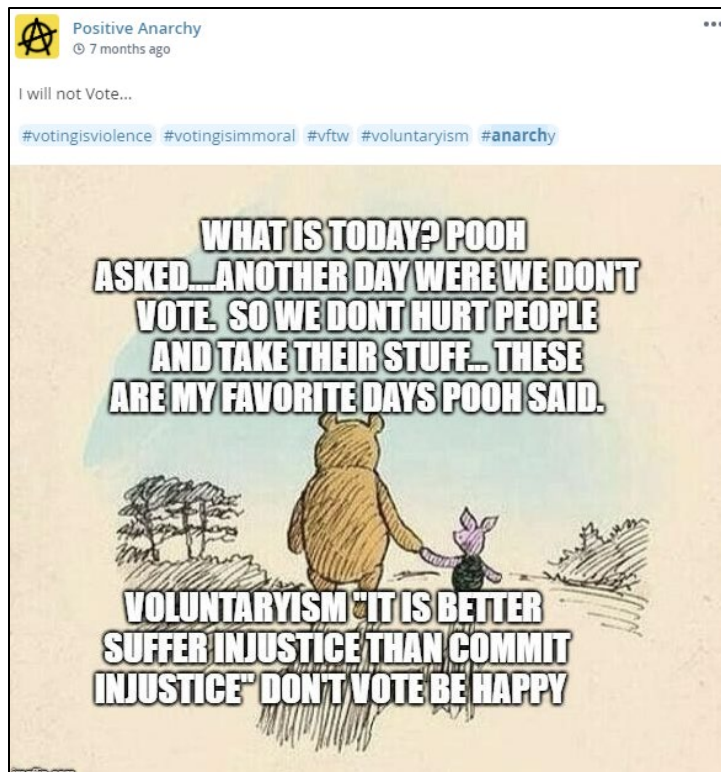 Positive Anarchy
7 months ago
I will not Vote...
#votingisviolence #votingisimmoral #vftw #voluntaryism #anarchy
WHAT IS TODAY? POOH
ASKED....ANOTHER DAY WERE WE DON'T
VOTE. SO WE DONT HURT PEOPLE
AND TAKE THEIR STUFF... THESE
ARE MY FAVORITE DAYS POOH SAID.
VOLUNTARYISM "IT IS BETTER
SUFFER INJUSTICE THAN COMMIT
INJUSTICE" DON'T VOTE BE HAPPY